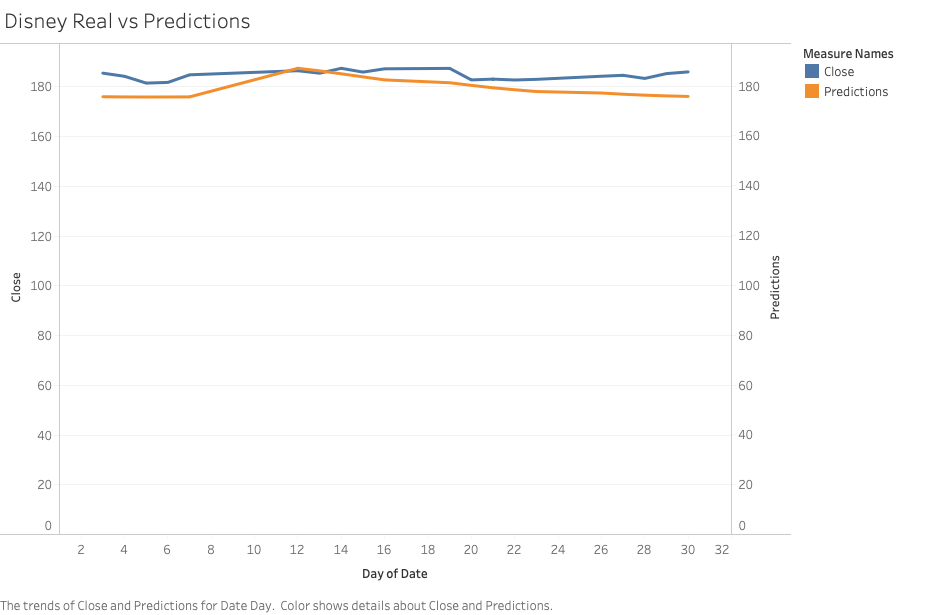 Disney Real vs Predictions
Measure Names
Close
Predictions
180
160
140
120
100
80
60
40
20
0
Close
180
160
140
120
100
80
60
40
20
0
Predictions
2 4 6 8 10 12 14 16 18 20 22 24 26 28 30 32
Day of Date
The trends of Close and Predictions for Date Day. Color shows details about Close and Predictions.